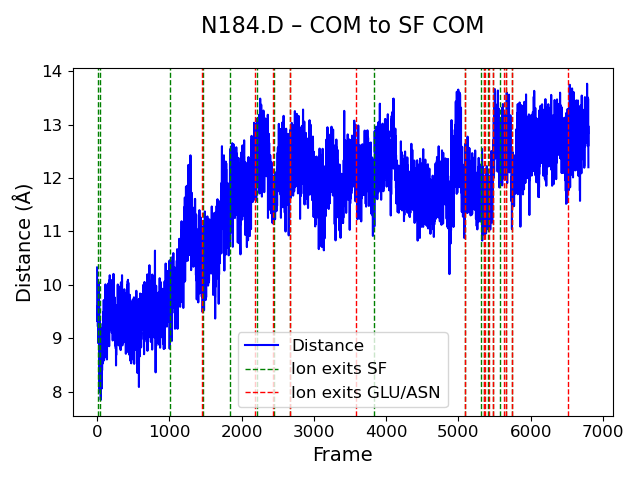 N184.D – COM to SF COM
Distance (Å)
14
13
12
11
10
9
8
Distance
Ion exits SF
Ion exits GLU/ASN
0 1000 2000 3000 4000 5000 6000 7000
Frame